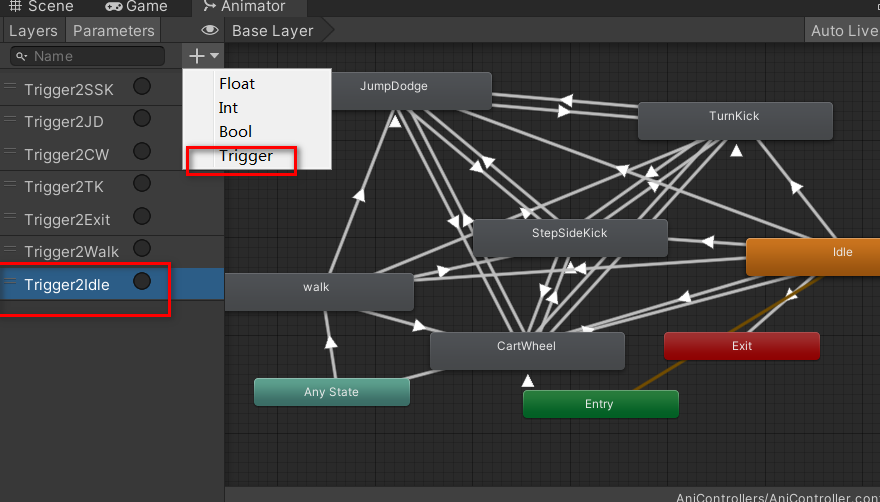 Scene Game Animator
Layers Parameters Base Layer Auto Live
Name
Float
Int
Bool
Trigger
Trigger2SSK
Trigger2JD
Trigger2CW
Trigger2TK
Trigger2Exit
Trigger2Walk
Trigger2Idle
JumpDodge
TurnKick
StepSideKick
Idle
walk
CartWheel
Exit
Any State
Entry
AniControllers/AniController.con